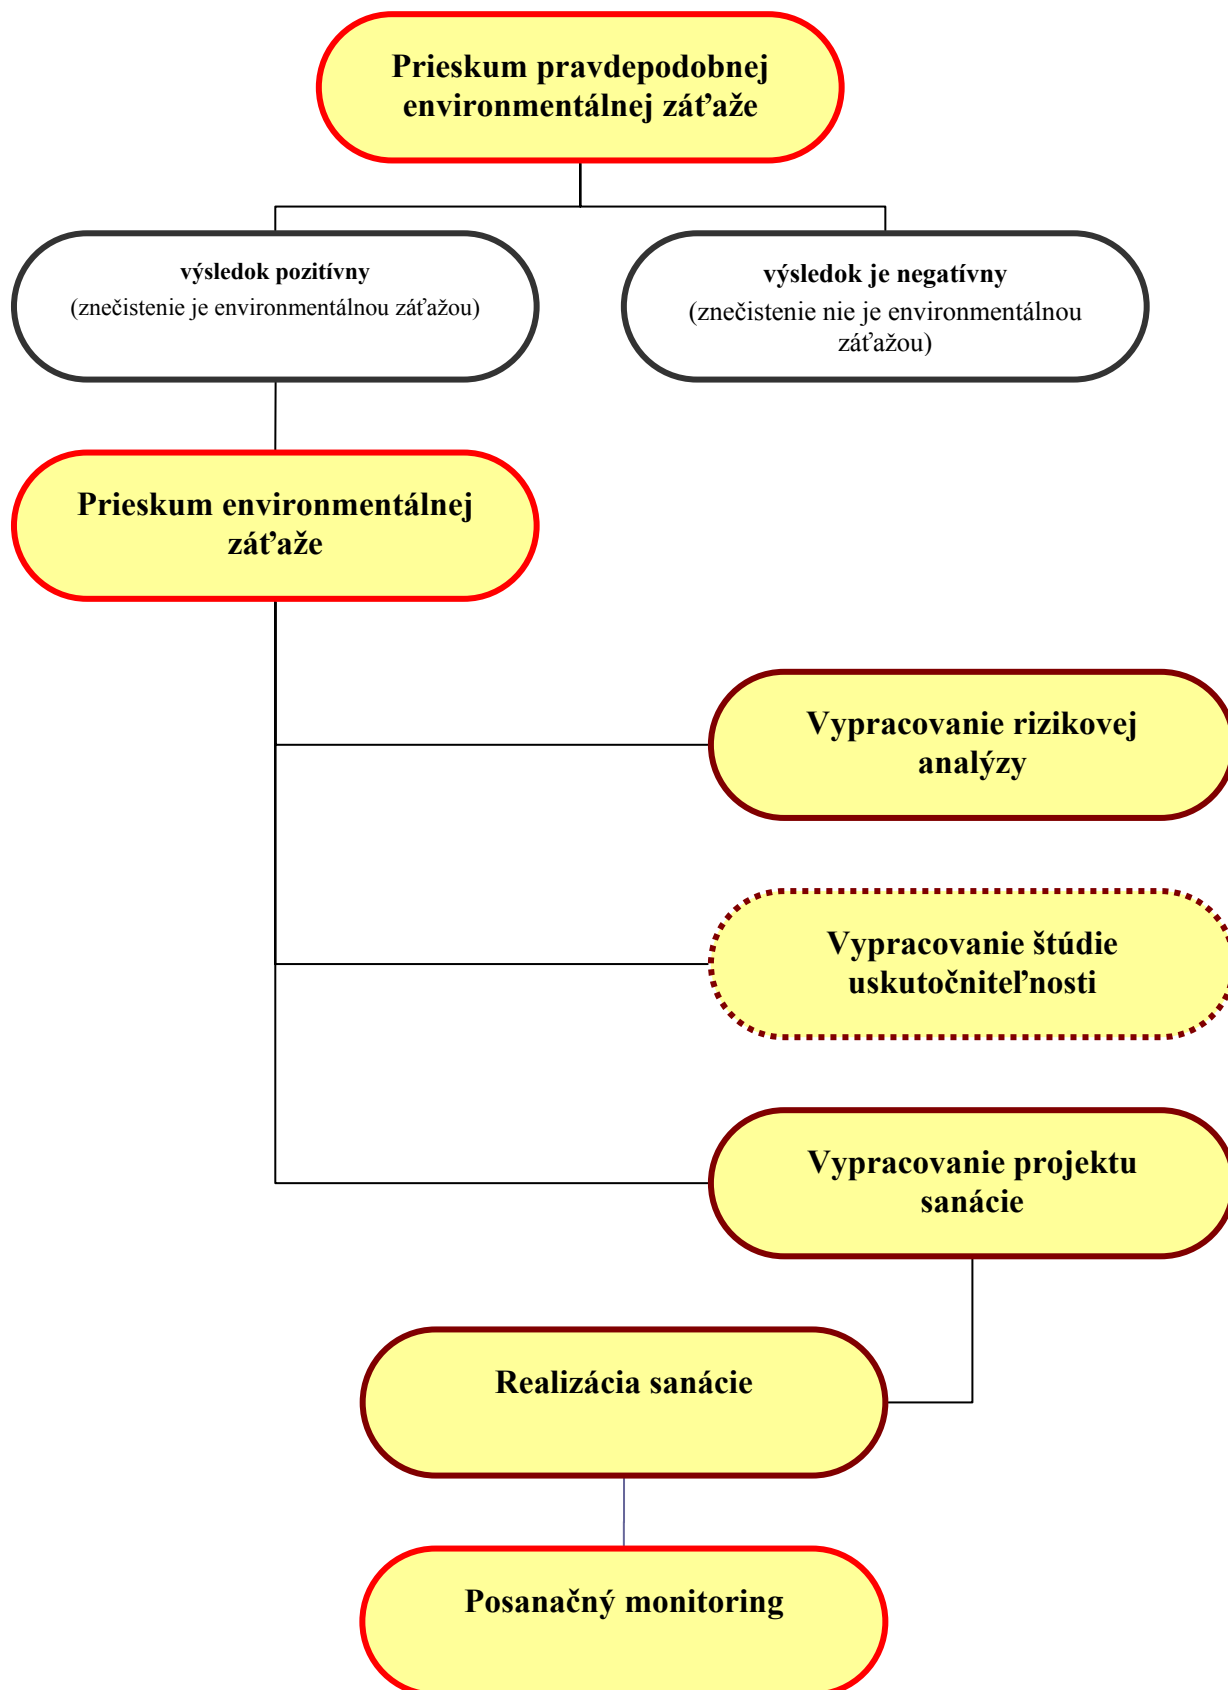 Prieskum pravdepodobnej
environmentálnej záťaže
výsledok pozitívny
(znečistenie je environmentálnou záťažou)
výsledok je negatívny
(znečistenie nie je environmentálnou
záťažou)
Prieskum environmentálnej
záťaže
Vypracovanie rizikovej
analýzy
Vypracovanie štúdie
uskutočniteľnosti
Vypracovanie projektu
sanácie
Realizácia sanácie
Posanačný monitoring